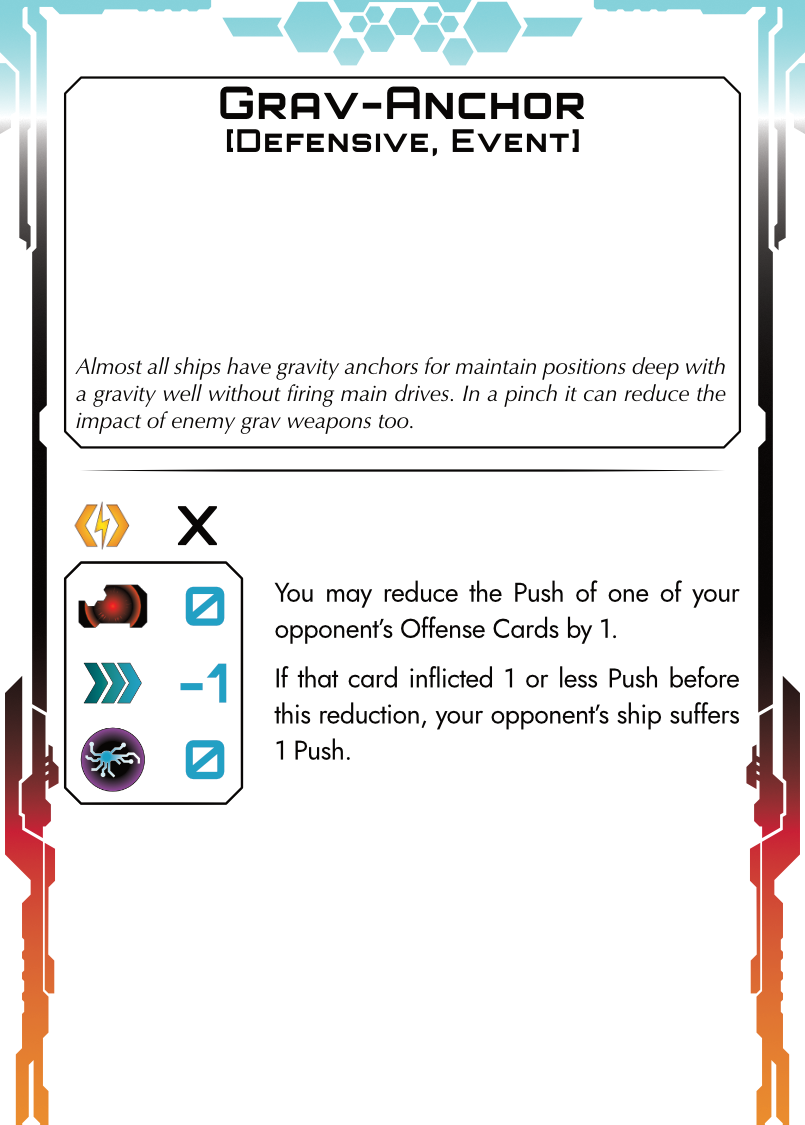 Grav-Anchor
[Defensive, Event]
Almost all ships have gravity anchors for maintain positions deep with
a gravity well without firing main drives. In a pinch it can reduce the
impact of enemy grav weapons too.
X
0
-1
0
You may reduce the Push of one of your
opponent's Offense Cards by 1.
If that card inflicted 1 or less Push before
this reduction, your opponent's ship suffers
1 Push.